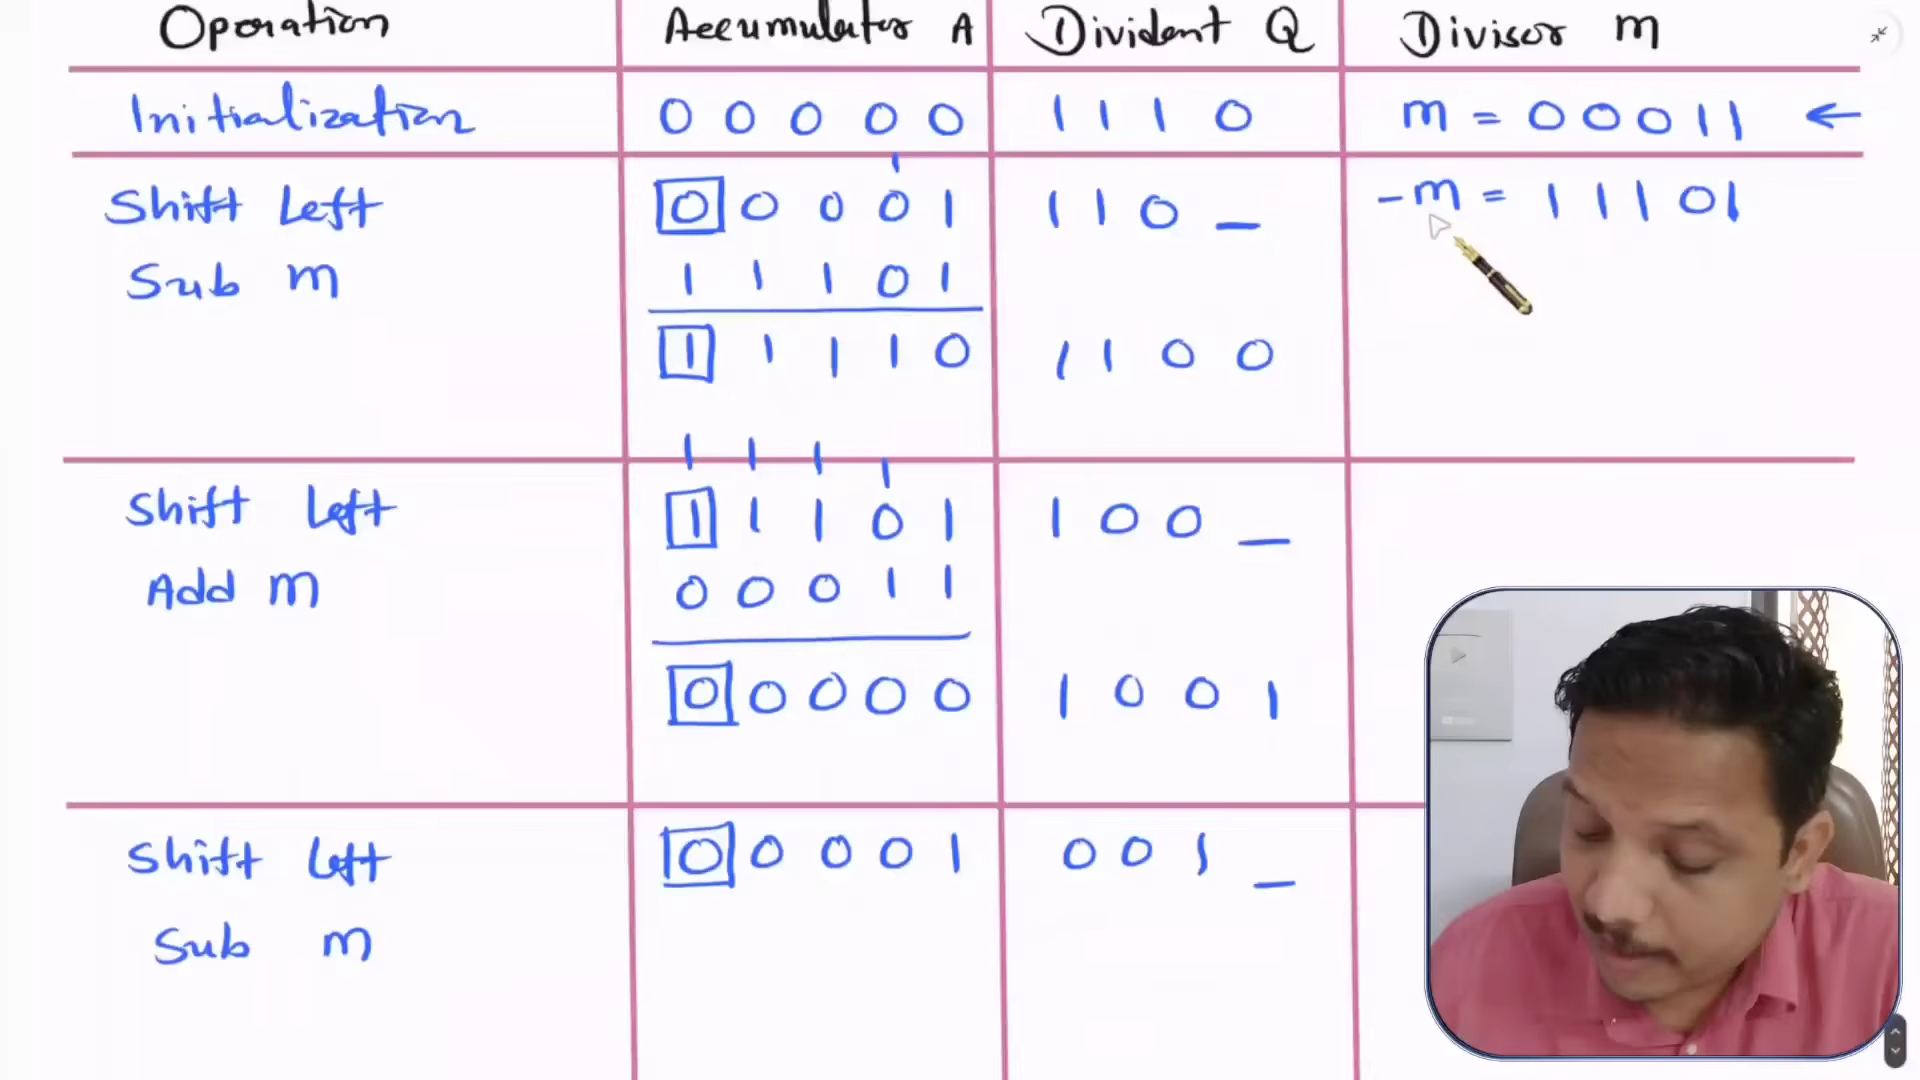 Operation Accumulator A Divident Q Divisor M
Initialization 0 0 0 0 0 1 1 1 0 M = 0 0 0 1 1 ←
1
Shift Left 0 0 0 0 1 1 1 0 _ -M = 1 1 1 0 1
Sub M 1 1 1 0 1
1 1 1 1 0 1 1 0 0
1 1 1 1
Shift Left 1 1 1 0 1 1 0 0 _
Add M 0 0 0 1 1
0 0 0 0 0 1 0 0 1
Shift Left 0 0 0 0 1 0 0 1 _
Sub M